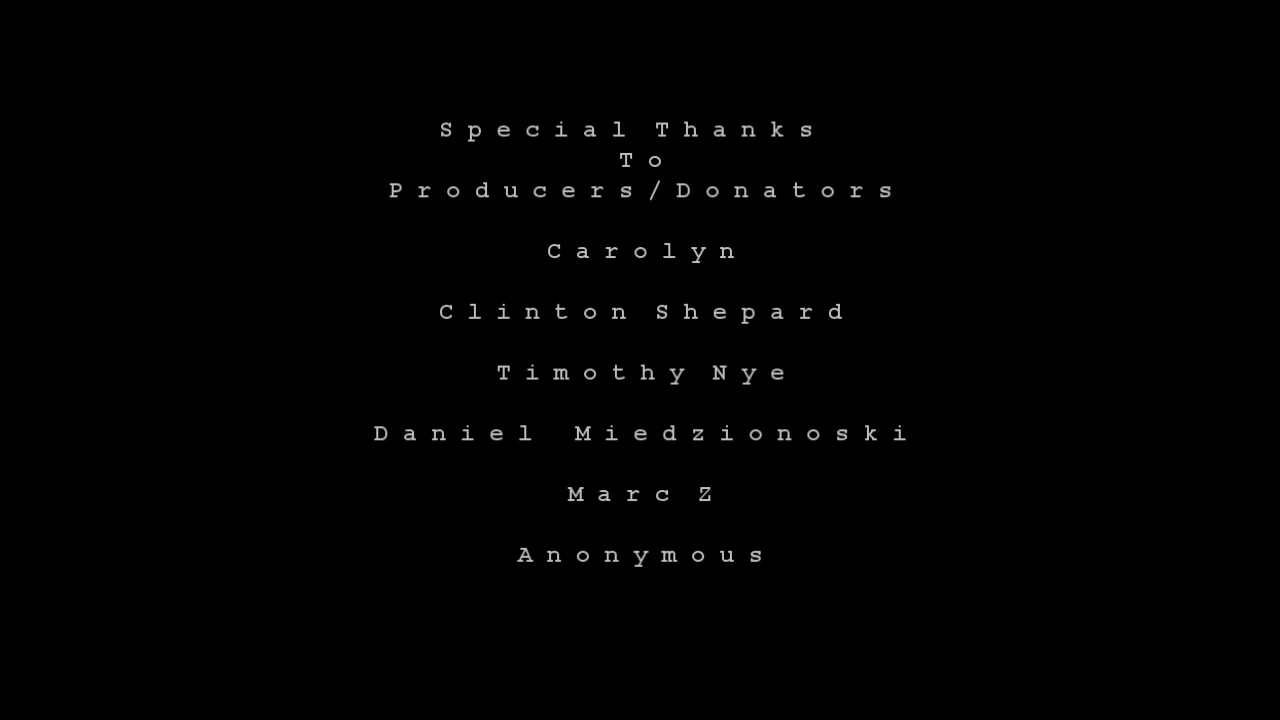 Special Thanks
To
Producers/Donators
Carolyn
Clinton Shepard
Timothy Nye
Daniel Miedzionoski
Marc Z
Anonymous